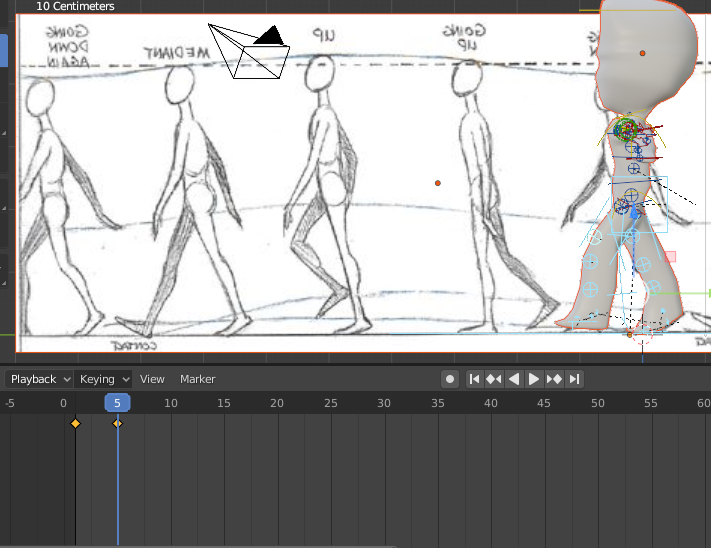 10 Centimeters
GOING
DOWN
AGAIN
MEDIANT
UP
GOING
UP
CONTACT
Playback
Keying
View
Marker
-5 0 5 10 15 20 25 30 35 40 45 50 55 60